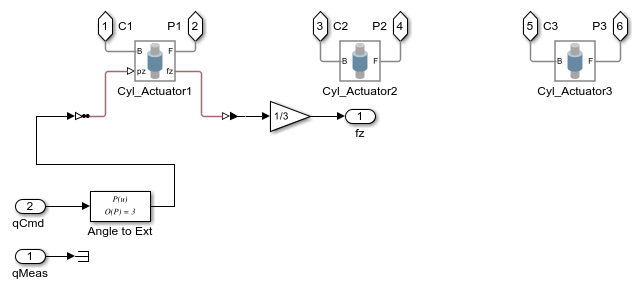 1 C1 P1 2 3 C2 P2 4 5 C3 P3 6
B F B F B F
pz fz
Cyl_Actuator1 Cyl_Actuator2 Cyl_Actuator3
1/3 1
fz
P(u)
2 O(P) = 3
qCmd Angle to Ext
1
qMeas